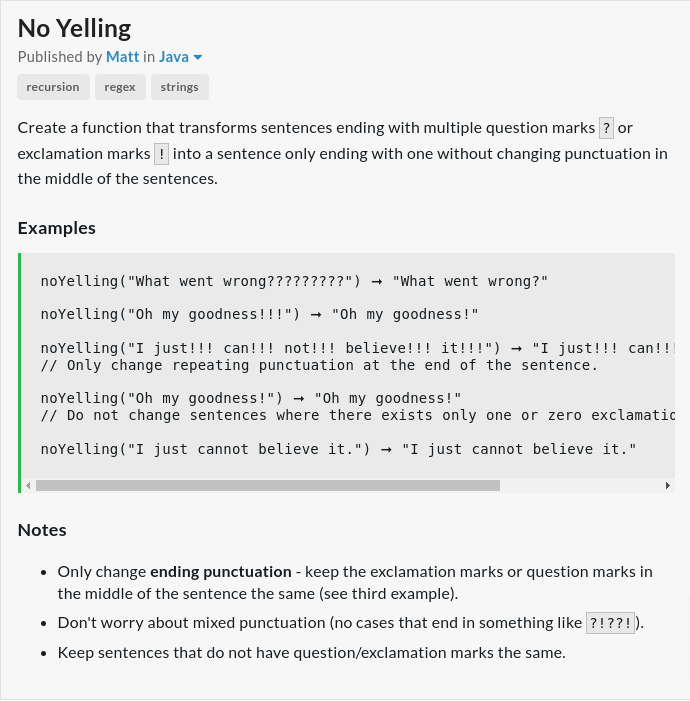 No Yelling
Published by Matt in Java
recursion regex strings
Create a function that transforms sentences ending with multiple question marks ? or
exclamation marks ! into a sentence only ending with one without changing punctuation in
the middle of the sentences.
Examples
noYelling("What went wrong?????????") ➞ "What went wrong?"
noYelling("Oh my goodness!!!") ➞ "Oh my goodness!"
noYelling("I just!!! can!!! not!!! believe!!! it!!!") ➞ "I just!!! can!!!
// Only change repeating punctuation at the end of the sentence.
noYelling("Oh my goodness!") ➞ "Oh my goodness!"
// Do not change sentences where there exists only one or zero exclamatio
noYelling("I just cannot believe it.") ➞ "I just cannot believe it."
Notes
• Only change ending punctuation - keep the exclamation marks or question marks in
the middle of the sentence the same (see third example).
• Don't worry about mixed punctuation (no cases that end in something like ?!??!).
• Keep sentences that do not have question/exclamation marks the same.